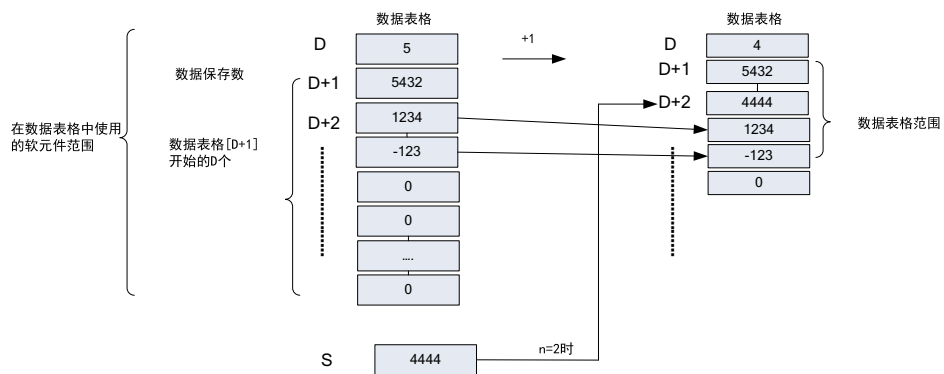 数据表格
数据表格
D
5
+1
D
4
数据保存数
D+1
5432
D+1
5432
D+2
1234
D+2
4444
在数据表格中使用
的软元件范围
数据表格[D+1]
开始的D个
-123
1234
数据表格范围
0
-123
0
0
....
0
S
4444
n=2时